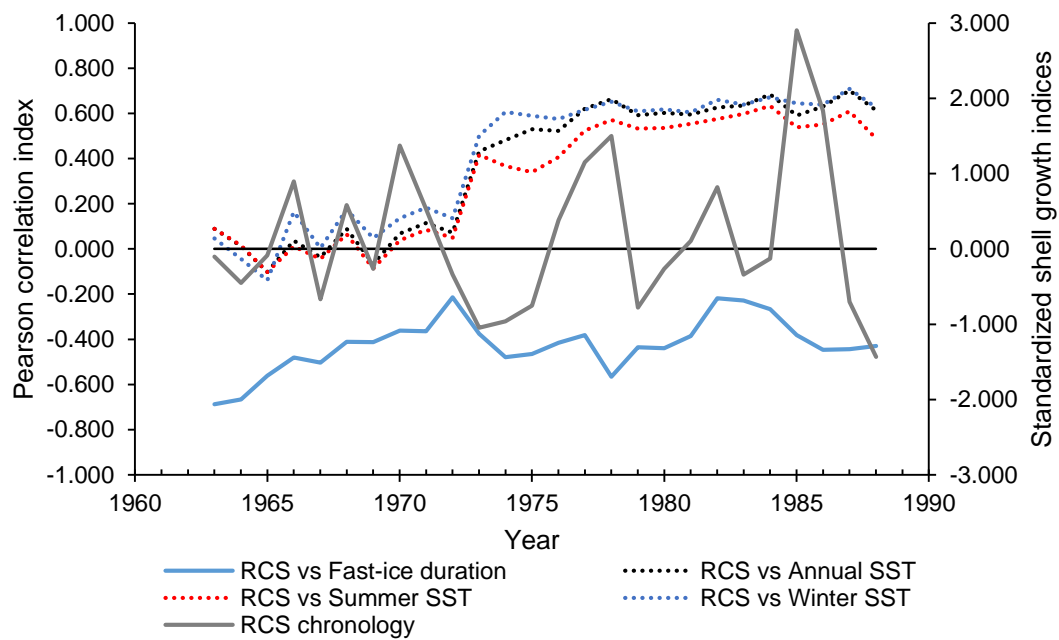 1.000
0.800
0.600
0.400
0.200
0.000
-0.200
-0.400
-0.600
-0.800
-1.000
Pearson correlation index
3.000
2.000
1.000
0.000
-1.000
-2.000
-3.000
Standardized shell growth indices
1960 1965 1970 1975 1980 1985 1990
Year
RCS vs Fast-ice duration RCS vs Annual SST
RCS vs Summer SST RCS vs Winter SST
RCS chronology